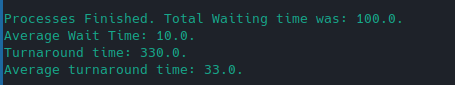 Processes Finished. Total Waiting time was: 100.0.
Average Wait Time: 10.0.
Turnaround time: 330.0.
Average turnaround time: 33.0.